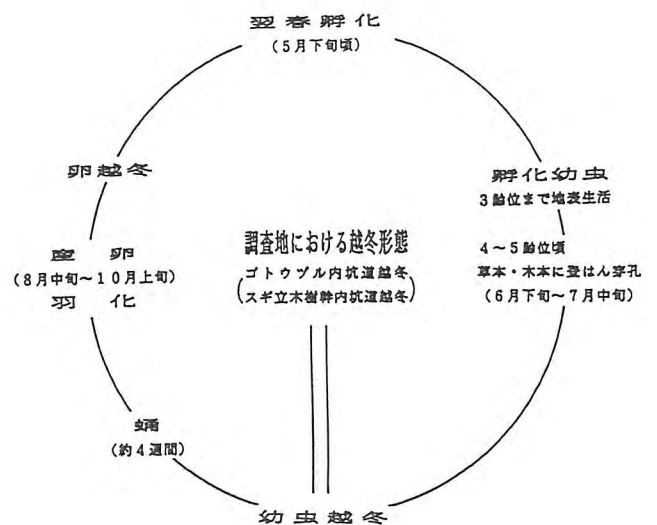 翌春孵化
(5月下旬頃)
孵化幼虫
3齢位まで地表生活
4〜5齢位頃
草本・木本に登はん穿孔
(6月下旬〜7月中旬)
幼虫越冬
蛹
(約4週間)
産卵
(8月中旬〜10月上旬)
羽化
卵越冬
調査地における越冬形態
(ゴトウヅル内坑道越冬
スギ立木樹幹内坑道越冬)